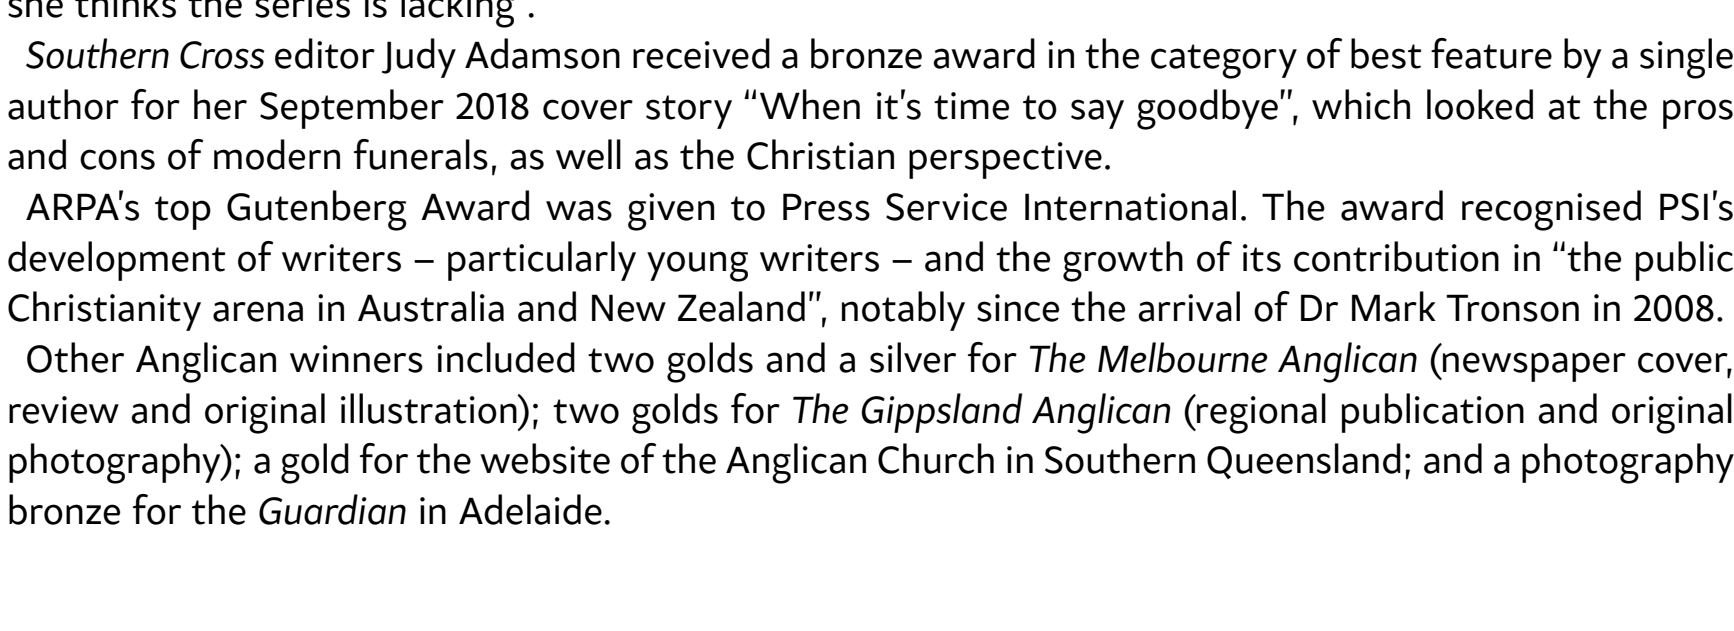 she thinks the series is lacking".
Southern Cross editor Judy Adamson received a bronze award in the category of best feature by a single
author for her September 2018 cover story “When it’s time to say goodbye”, which looked at the pros
and cons of modern funerals, as well as the Christian perspective.
ARPA’s top Gutenberg Award was given to Press Service International. The award recognised PSI’s
development of writers – particularly young writers – and the growth of its contribution in “the public
Christianity arena in Australia and New Zealand”, notably since the arrival of Dr Mark Tronson in 2008.
Other Anglican winners included two golds and a silver for The Melbourne Anglican (newspaper cover,
review and original illustration); two golds for The Gippsland Anglican (regional publication and original
photography); a gold for the website of the Anglican Church in Southern Queensland; and a photography
bronze for the Guardian in Adelaide.